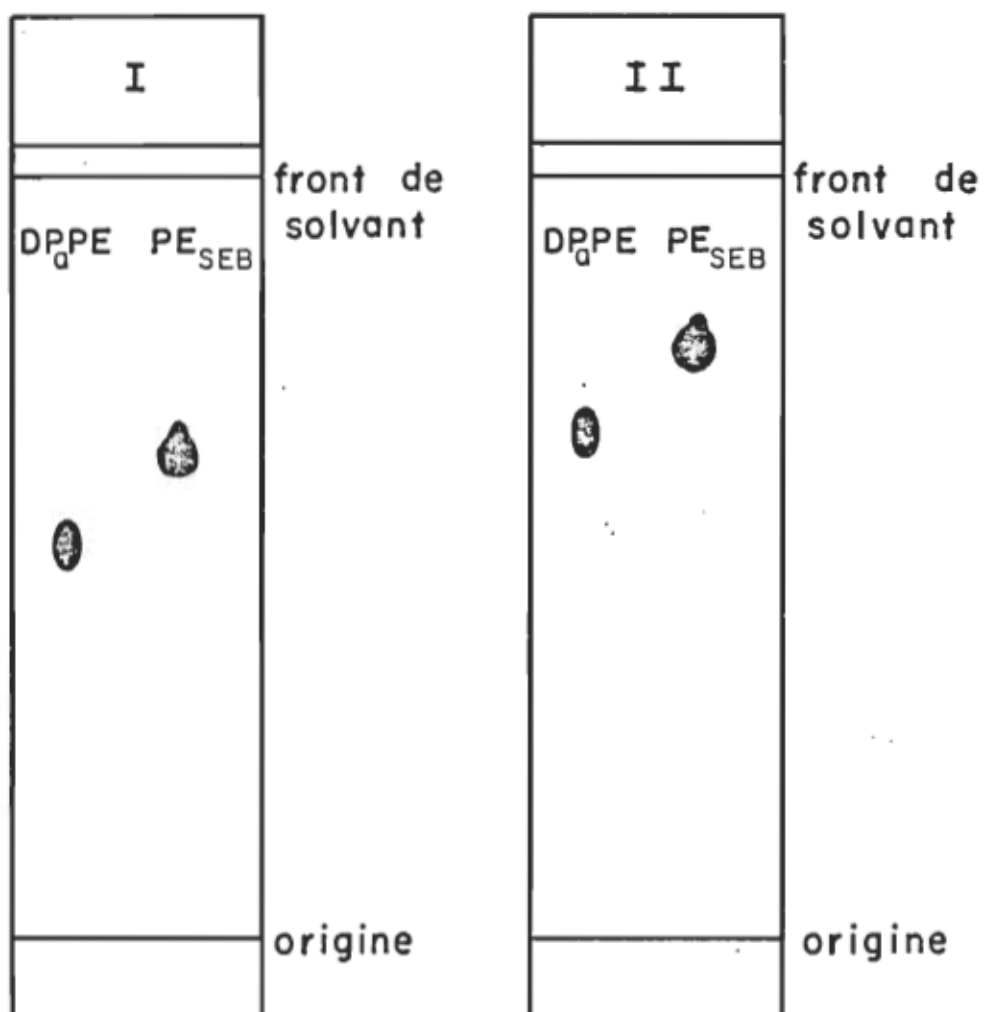 I
front de
solvant
DPaPE PESEB
origine
II
front de
solvant
DPaPE PESEB
origine